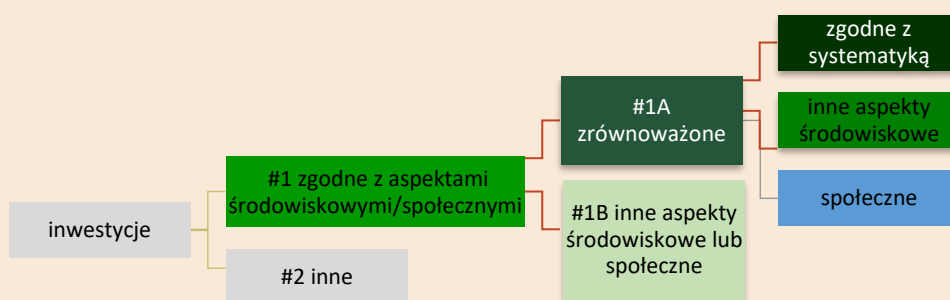 inwestycje
#1 zgodne z aspektami
środowiskowymi/społecznymi
#2 inne
#1A
zrównoważone
#1B inne aspekty
środowiskowe lub
społeczne
zgodne z
systematyką
inne aspekty
środowiskowe
społeczne